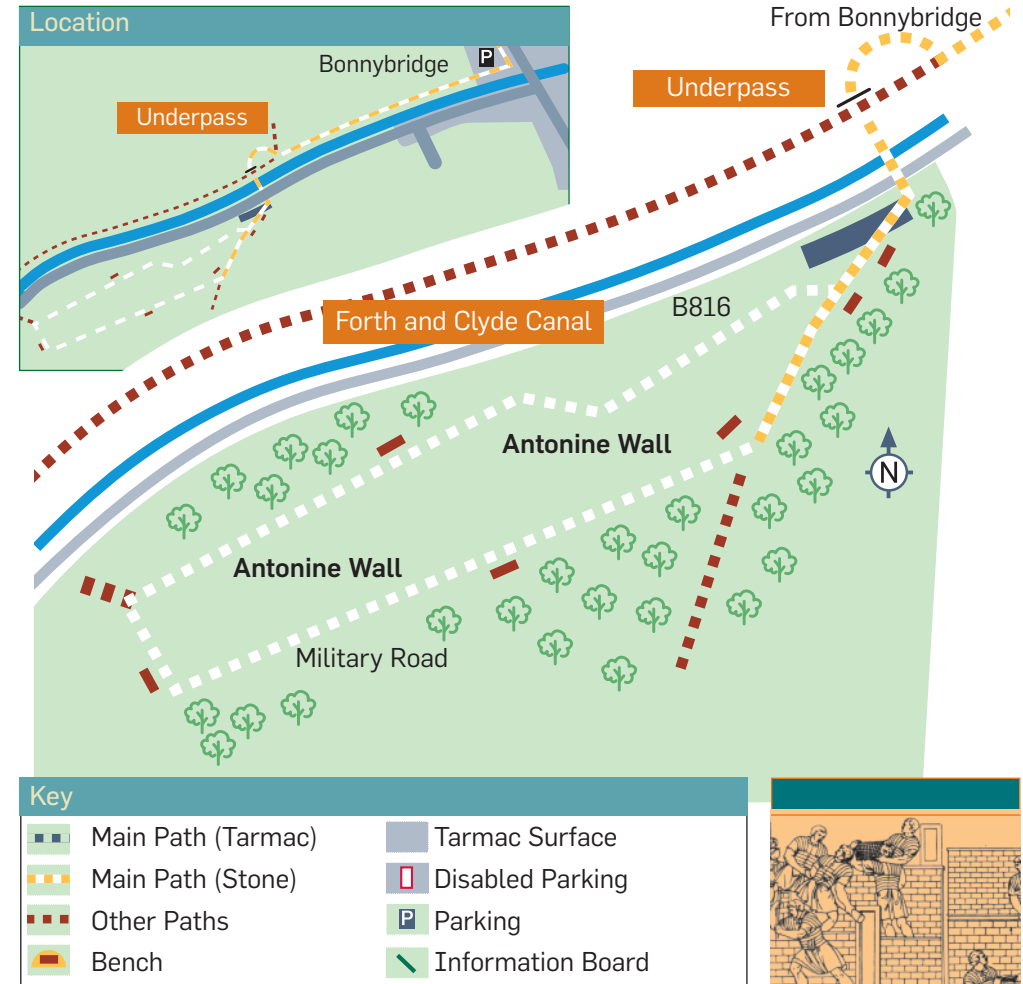 Location
Bonnybridge
P
Underpass
From Bonnybridge
Underpass
Forth and Clyde Canal
B816
Antonine Wall
N
Antonine Wall
Military Road
Key
Main Path (Tarmac)
Main Path (Stone)
Other Paths
Bench
Tarmac Surface
Disabled Parking
P
Parking
Information Board